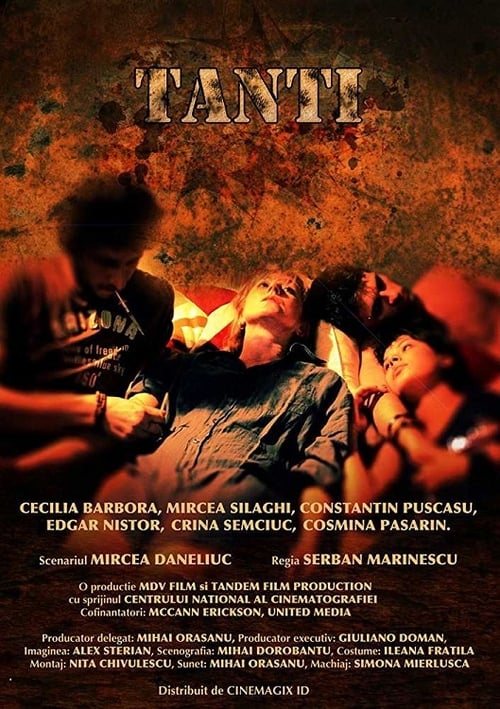 TANTI
ARIZONA
CECILIA BARBORA, MIRCEA SILAGHI, CONSTANTIN PUSCASU,
EDGAR NISTOR, CRINA SEMCIUC, COSMINA PASARIN.
Scenariul MIRCEA DANELIUC Regia SERBAN MARINESCU
O productie MDV FILM si TANDEM FILM PRODUCTION
cu sprijinul CENTRULUI NATIONAL AL CINEMATOGRAFIEI
Cofinantatori: MCCANN ERICKSON, UNITED MEDIA
Producator delegat: MIHAI ORASANU, Producator executiv: GIULIANO DOMAN,
Imaginea: ALEX STERIAN, Scenografia: MIHAI DOROBANTU, Costume: ILEANA FRATILA
Montaj: NITA CHIVULESCU, Sunet: MIHAI ORASANU, Machiaj: SIMONA MIERLUSCA
Distribuit de CINEMAGIX ID